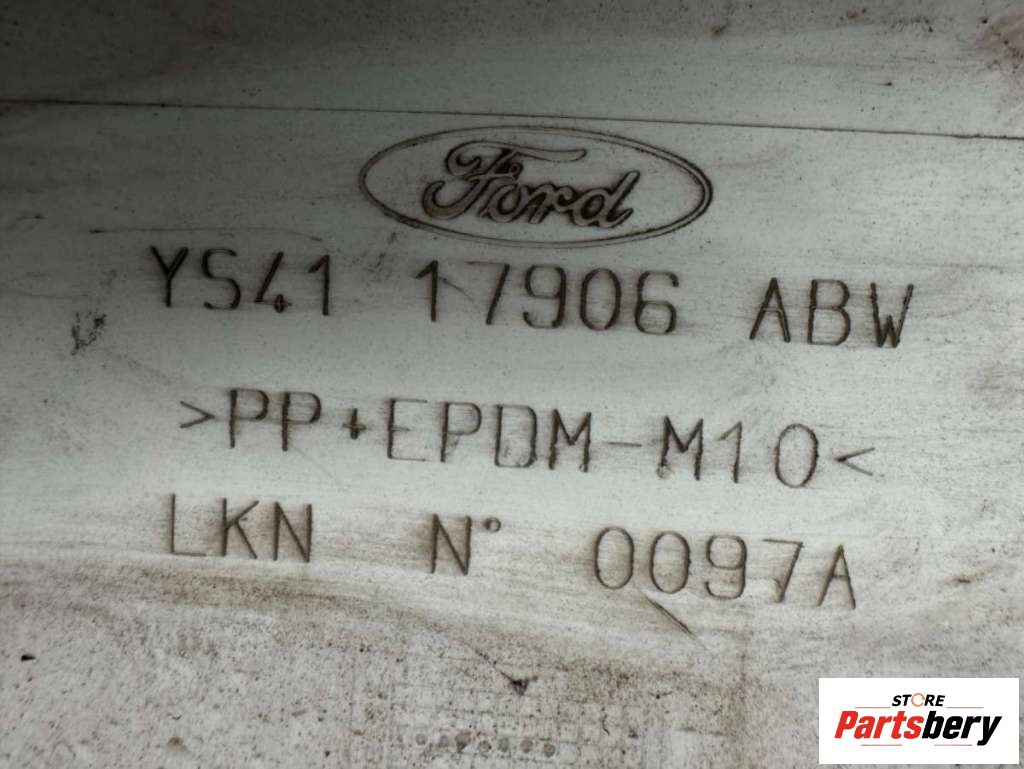 Ford
YS41 17906 ABW
>PP+EPDM-M10<
LKN N° 0097A
STORE
Partsbery